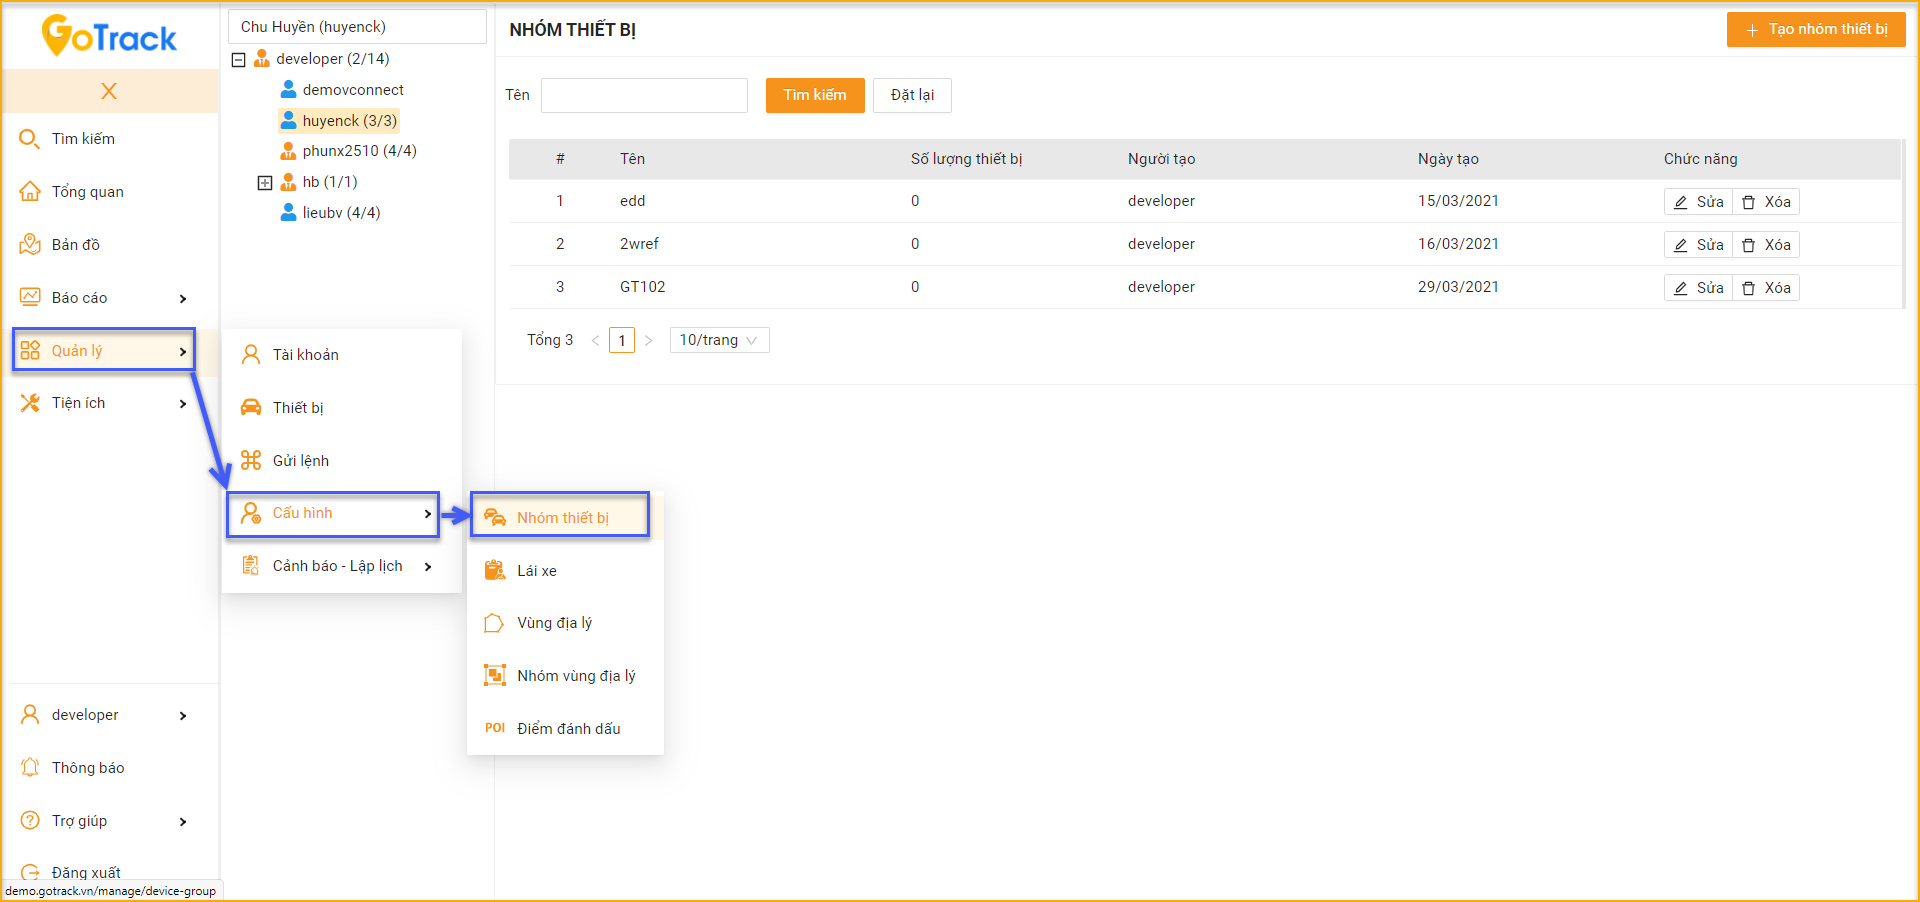 GoTrack
X
Tìm kiếm
Tổng quan
Bản đồ
Báo cáo
Quản lý
Tiện ích
developer
Thông báo
Trợ giúp
Đăng xuất
demo.gotrack.vn/manage/device-group
Chu Huyền (huyenck)
developer (2/14)
demovconnect
huyenck (3/3)
phunx2510 (4/4)
hb (1/1)
lieubv (4/4)
Tài khoản
Thiết bị
Gửi lệnh
Cấu hình
Cảnh báo - Lập lịch
Nhóm thiết bị
Lái xe
Vùng địa lý
Nhóm vùng địa lý
POI Điểm đánh dấu
NHÓM THIẾT BỊ
+ Tạo nhóm thiết bị
Tên Tìm kiếm Đặt lại
# Tên Số lượng thiết bị Người tạo Ngày tạo Chức năng
1 edd 0 developer 15/03/2021 Sửa Xóa
2 2wref 0 developer 16/03/2021 Sửa Xóa
3 GT102 0 developer 29/03/2021 Sửa Xóa
Tổng 3 < 1 > 10/trang